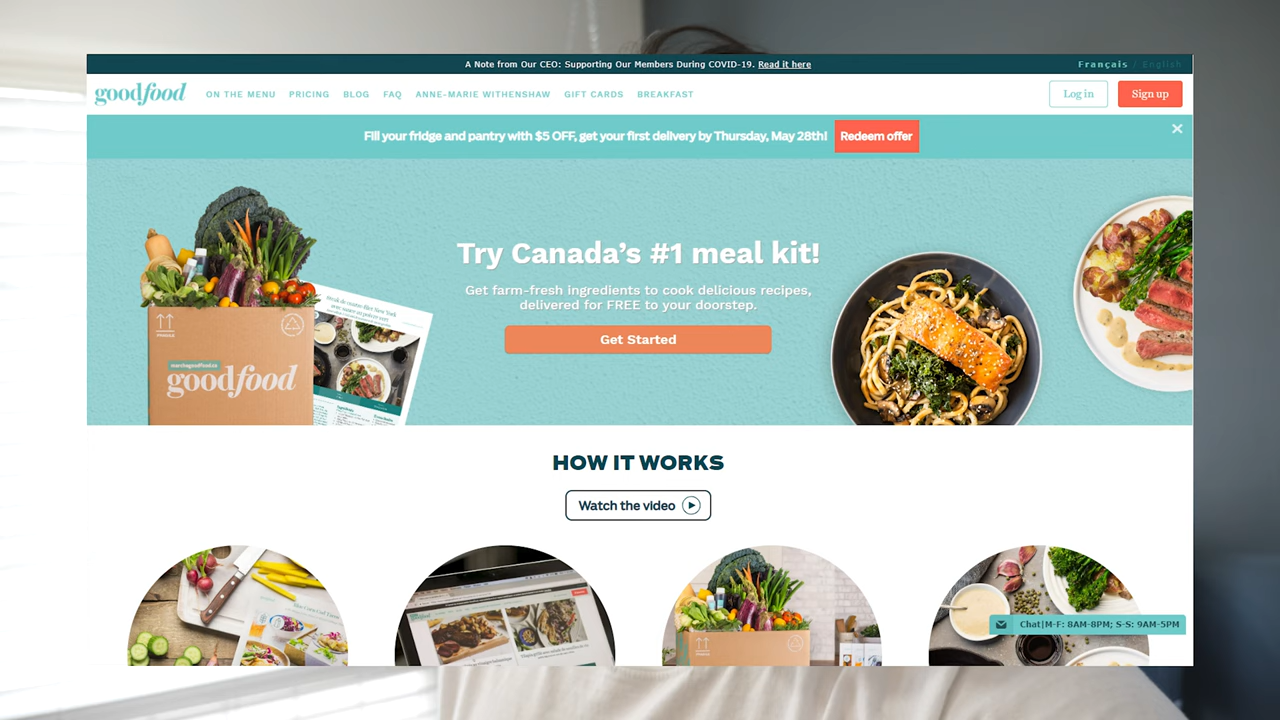 A Note from Our CEO: Supporting Our Members During COVID-19. Read it here
Français / English
goodfood
ON THE MENU PRICING BLOG FAQ ANNE-MARIE WITHENSHAW GIFT CARDS BREAKFAST
Log in
Sign up
Fill your fridge and pantry with $5 OFF, get your first delivery by Thursday, May 28th!
Redeem offer
Try Canada's #1 meal kit!
Get farm-fresh ingredients to cook delicious recipes,
delivered for FREE to your doorstep.
Get Started
goodfood
HOW IT WORKS
Watch the video
Chat|M-F: 8AM-8PM; S-S: 9AM-5PM